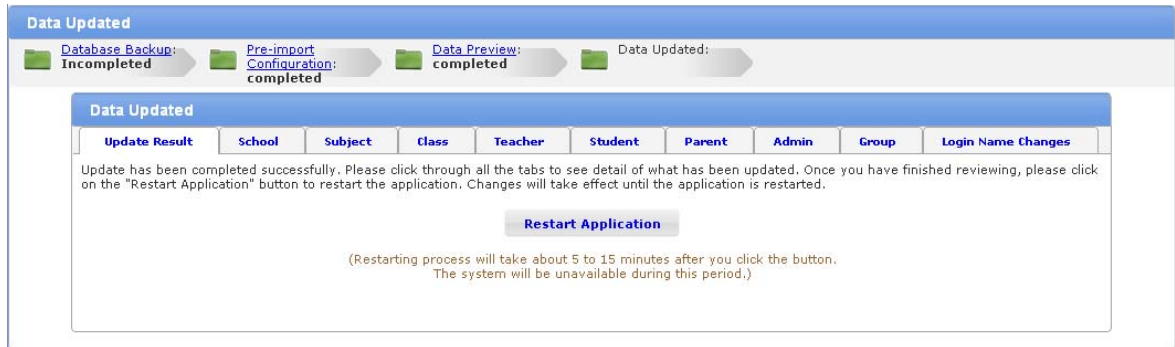 Data Updated
Database Backup:
Incompleted
Pre-import
Configuration:
completed
Data Preview:
completed
Data Updated:
Data Updated
Update Result School Subject Class Teacher Student Parent Admin Group Login Name Changes
Update has been completed successfully. Please click through all the tabs to see detail of what has been updated. Once you have finished reviewing, please click
on the "Restart Application" button to restart the application. Changes will take effect until the application is restarted.
Restart Application
(Restarting process will take about 5 to 15 minutes after you click the button.
The system will be unavailable during this period.)